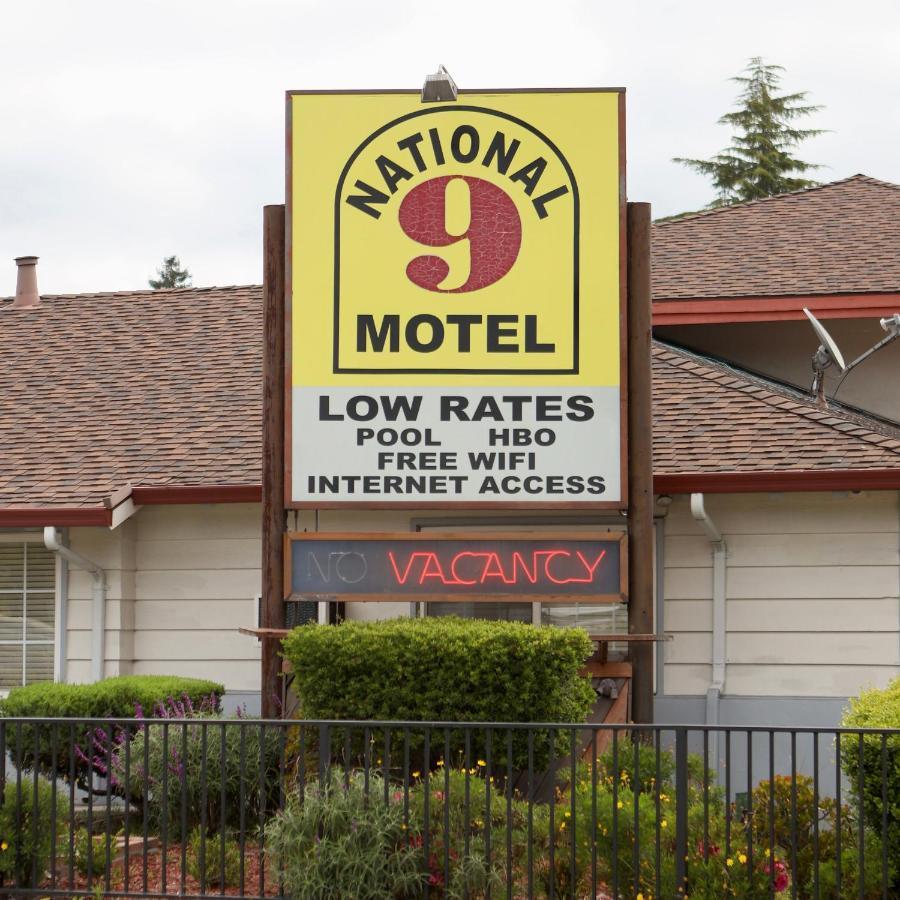 NATIONAL
9
MOTEL
LOW RATES
POOL HBO
FREE WIFI
INTERNET ACCESS
NO VACANCY